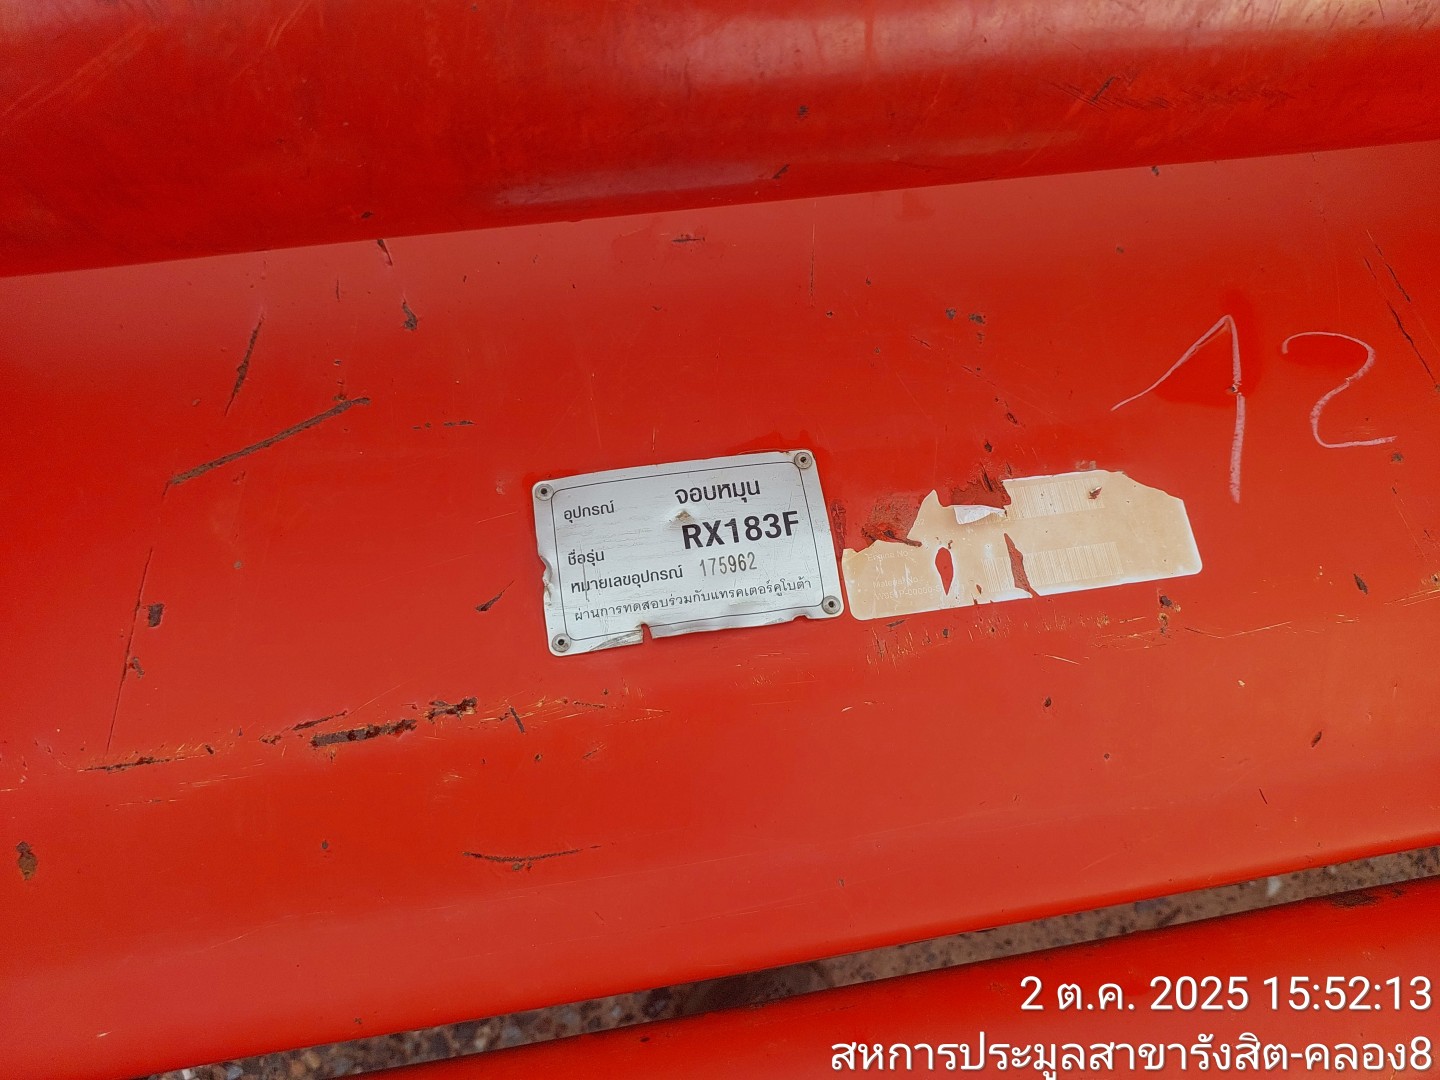 อุปกรณ์ จอบหมุน
ชื่อรุ่น RX183F
หมายเลขอุปกรณ์ 175962
ผ่านการทดสอบร่วมกับแทรคเตอร์คูโบต้า
12
2 ต.ค. 2025 15:52:13
สหการประมูลสาขารังสิต-คลอง8